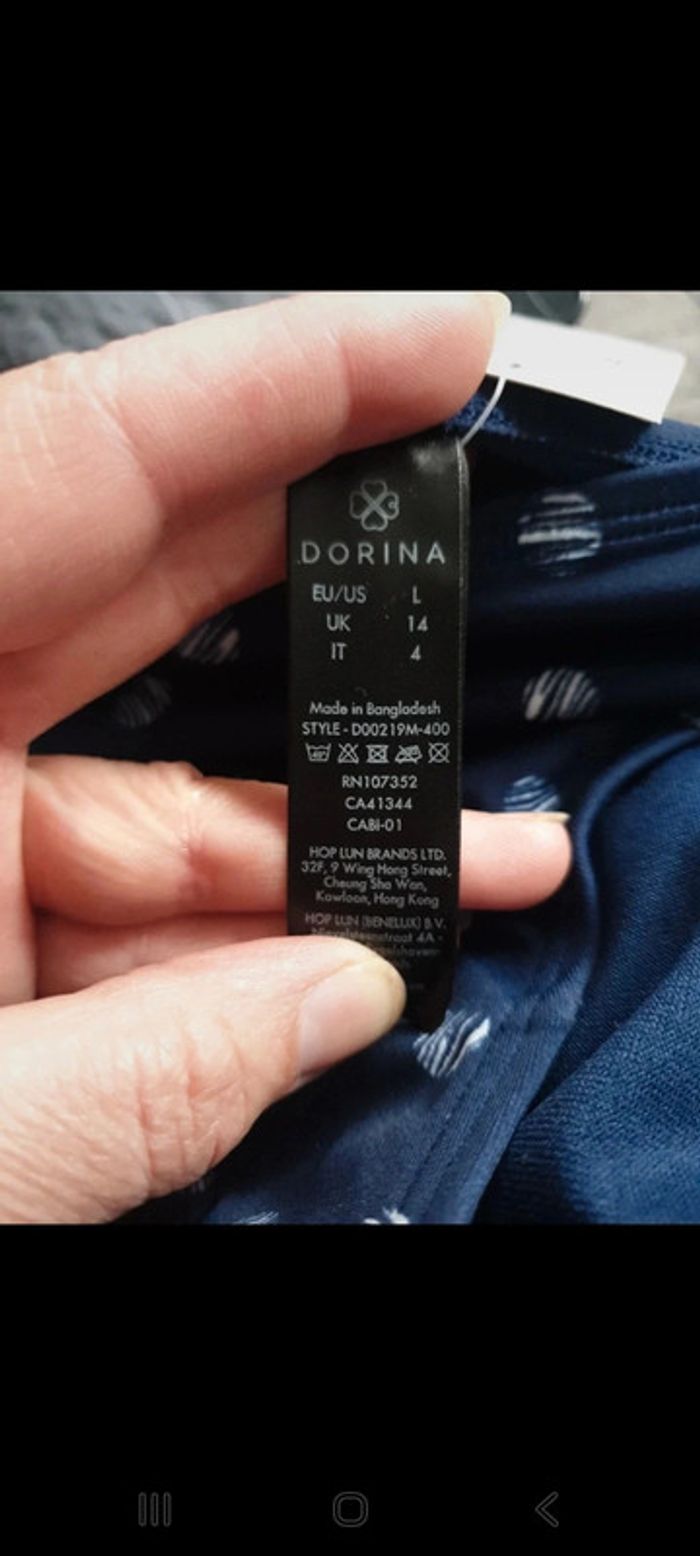 DORINA
EU/US L
UK 14
IT 4
Made in Bangladesh
STYLE - D00219M-400
RN107352
CA41344
CABI-01
HOP LUN BRANDS LTD.
32F, 9 Wing Hong Street,
Cheung Sha Wan,
Kowloon, Hong Kong
HOP LUN (BENELUX) B.V.
4A -